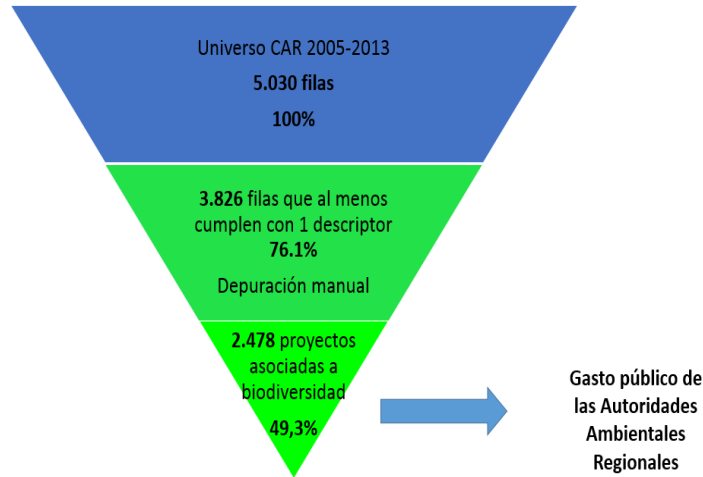 Universo CAR 2005-2013
5.030 filas
100%
3.826 filas que al menos
cumplen con 1 descriptor
76.1%
Depuración manual
2.478 proyectos
asociadas a
biodiversidad
49,3%
Gasto público de
las Autoridades
Ambientales
Regionales